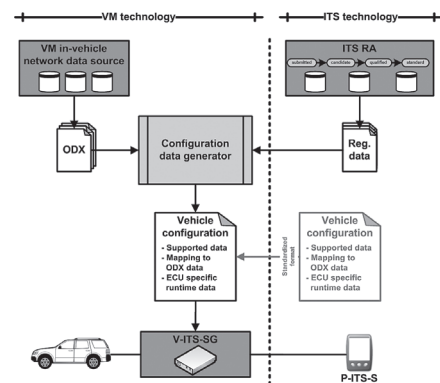 VM technology
ITS technology
VM in-vehicle
network data source
ITS RA
submitted
candidate
qualified
standard
ODX
Configuration
data generator
Reg.
data
Vehicle
configuration
- Supported data
- Mapping to
ODX data
- ECU specific
runtime data
Standardized
format
Vehicle
configuration
- Supported data
- Mapping to
ODX data
- ECU specific
runtime data
V-ITS-SG
P-ITS-S